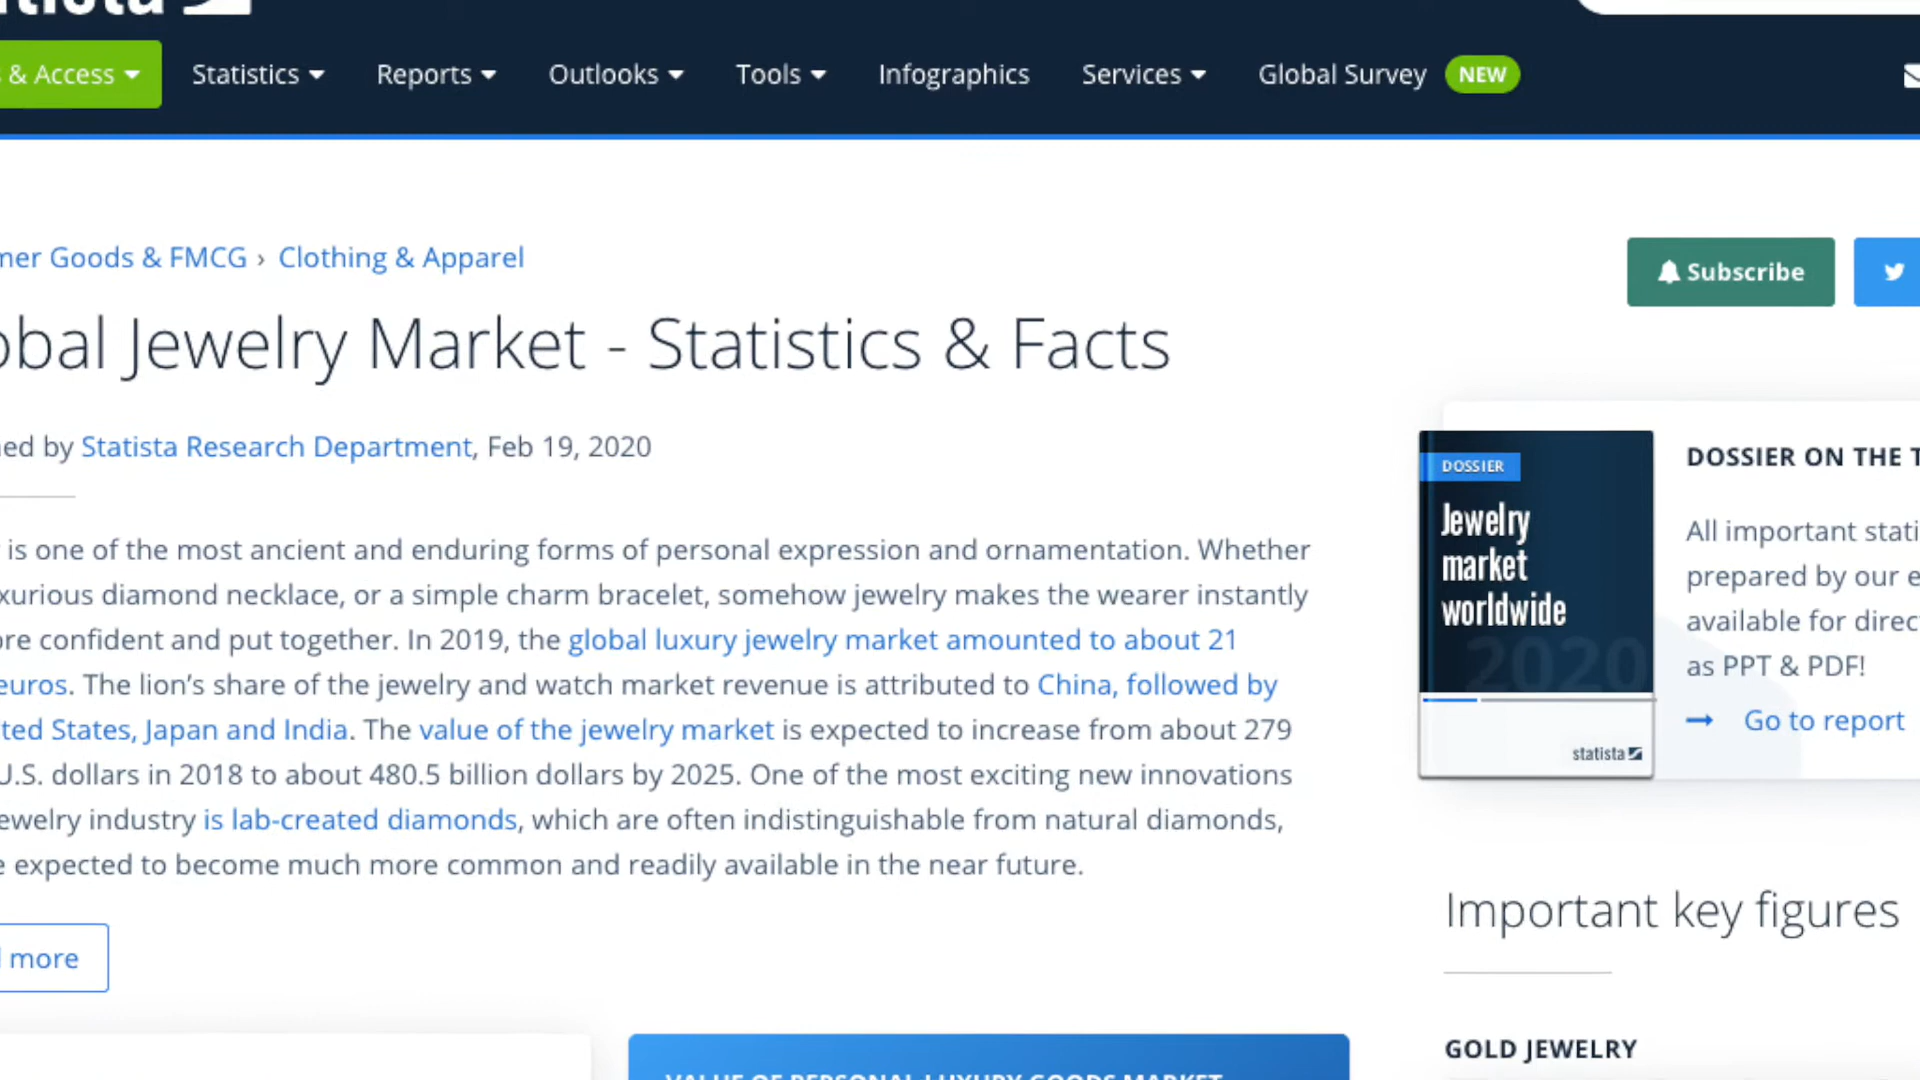 & Access Statistics Reports Outlooks Tools Infographics Services Global Survey NEW
Goods & FMCG › Clothing & Apparel
Subscribe
Jewelry Market - Statistics & Facts
by Statista Research Department, Feb 19, 2020
is one of the most ancient and enduring forms of personal expression and ornamentation. Whether
diamond necklace, or a simple charm bracelet, somehow jewelry makes the wearer instantly
confident and put together. In 2019, the global luxury jewelry market amounted to about 21
euros. The lion’s share of the jewelry and watch market revenue is attributed to China, followed by
States, Japan and India. The value of the jewelry market is expected to increase from about 279
U.S. dollars in 2018 to about 480.5 billion dollars by 2025. One of the most exciting new innovations
jewelry industry is lab-created diamonds, which are often indistinguishable from natural diamonds,
expected to become much more common and readily available in the near future.
more
DOSSIER
Jewelry
market
worldwide
2020
statista
DOSSIER ON THE
All important
prepared by our
available for
as PPT & PDF!
Go to report
Important key figures
GOLD JEWELRY
VALUE OF PERSONAL LUXURY GOODS MARKET